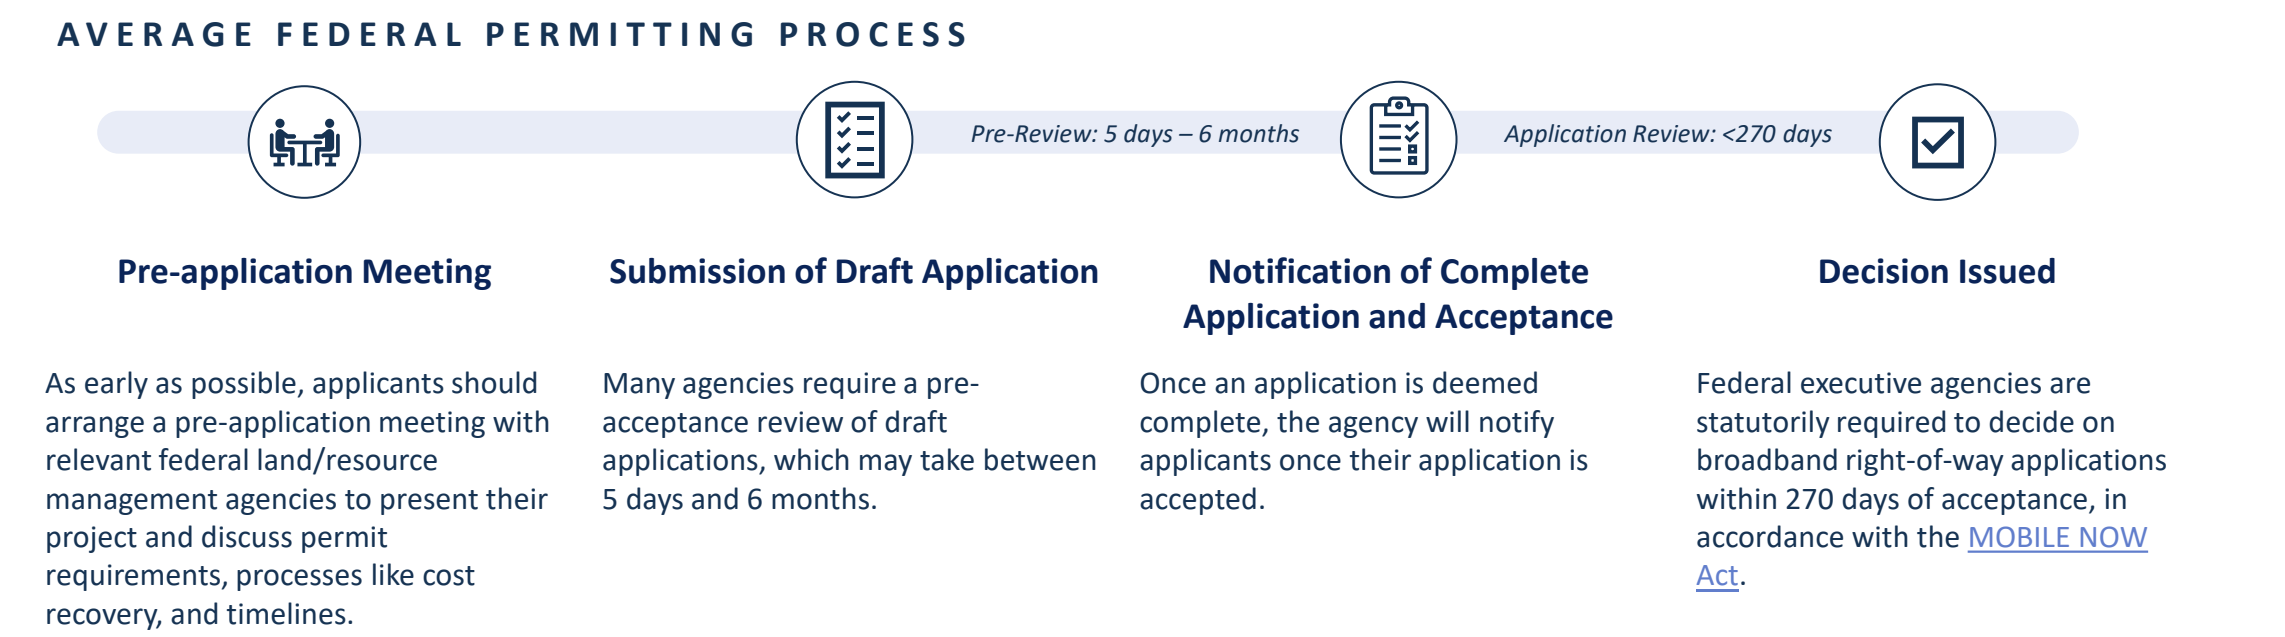 AVERAGE FEDERAL PERMITTING PROCESS
Pre-Review: 5 days – 6 months
Application Review: <270 days
Pre-application Meeting
As early as possible, applicants should
arrange a pre-application meeting with
relevant federal land/resource
management agencies to present their
project and discuss permit
requirements, processes like cost
recovery, and timelines.
Submission of Draft Application
Many agencies require a pre-
acceptance review of draft
applications, which may take between
5 days and 6 months.
Notification of Complete
Application and Acceptance
Once an application is deemed
complete, the agency will notify
applicants once their application is
accepted.
Decision Issued
Federal executive agencies are
statutorily required to decide on
broadband right-of-way applications
within 270 days of acceptance, in
accordance with the MOBILE NOW
Act.